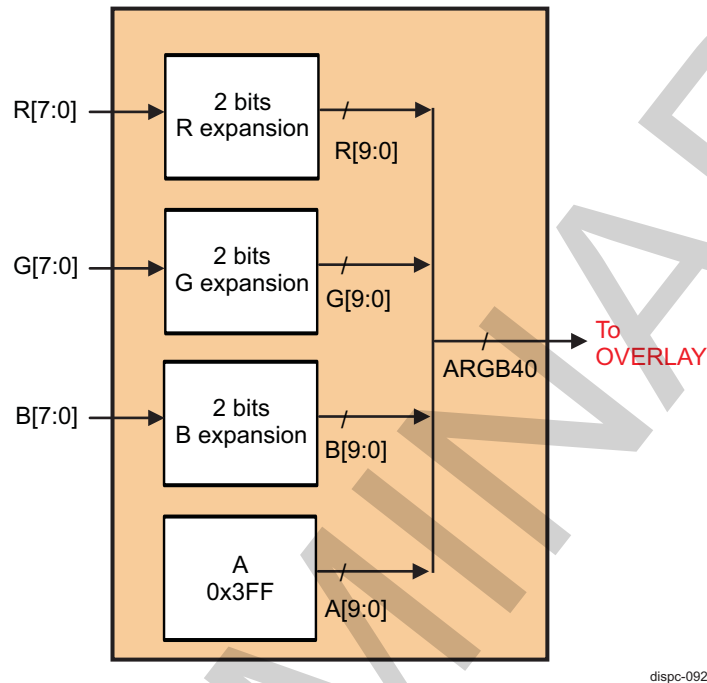 2 bits
R expansion
R[7:0]
R[9:0]
2 bits
G expansion
G[7:0]
G[9:0]
To
OVERLAY
ARGB40
2 bits
B expansion
B[7:0]
B[9:0]
A
0x3FF
A[9:0]
dispc-092